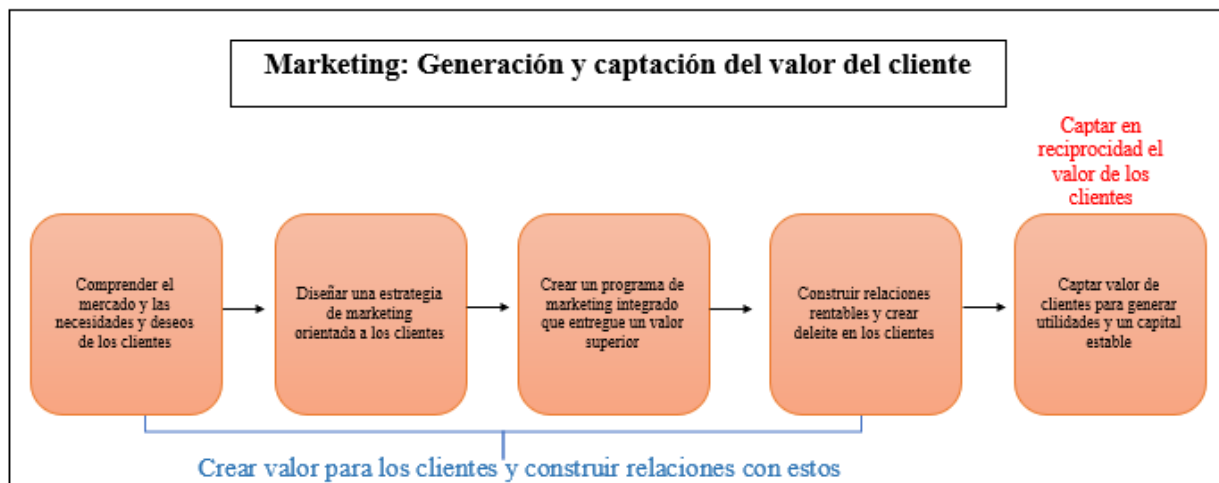 Marketing: Generación y captación del valor del cliente
Captar en
reciprocidad el
valor de los
clientes
Comprender el
mercado y las
necesidades y deseos
de los clientes
Diseñar una estrategia
de marketing
orientada a los clientes
Crear un programa de
marketing integrado
que entregue un valor
superior
Construir relaciones
rentables y crear
deleite en los clientes
Captar valor de
clientes para generar
utilidades y un capital
estable
Crear valor para los clientes y construir relaciones con estos